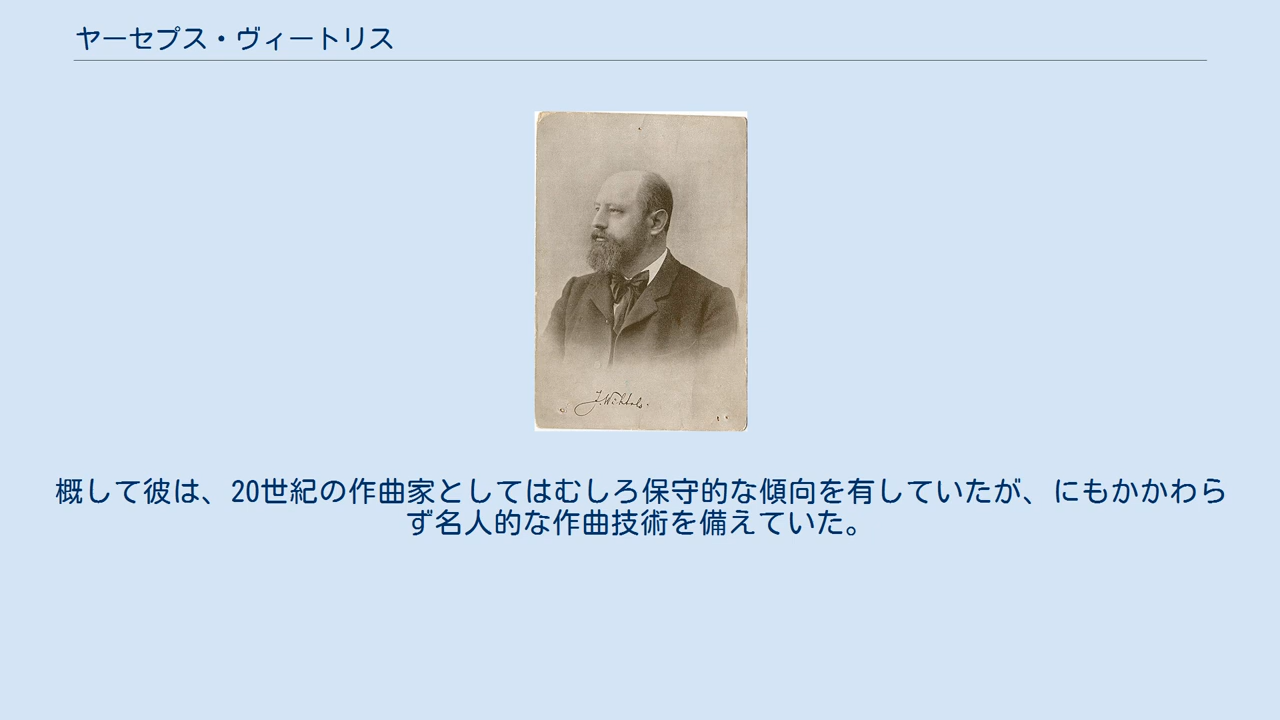 ヤーセプス・ヴィートリス
J. Wihtols.
概して彼は、20世紀の作曲家としてはむしろ保守的な傾向を有していたが、にもかかわら
ず名人的な作曲技術を備えていた。